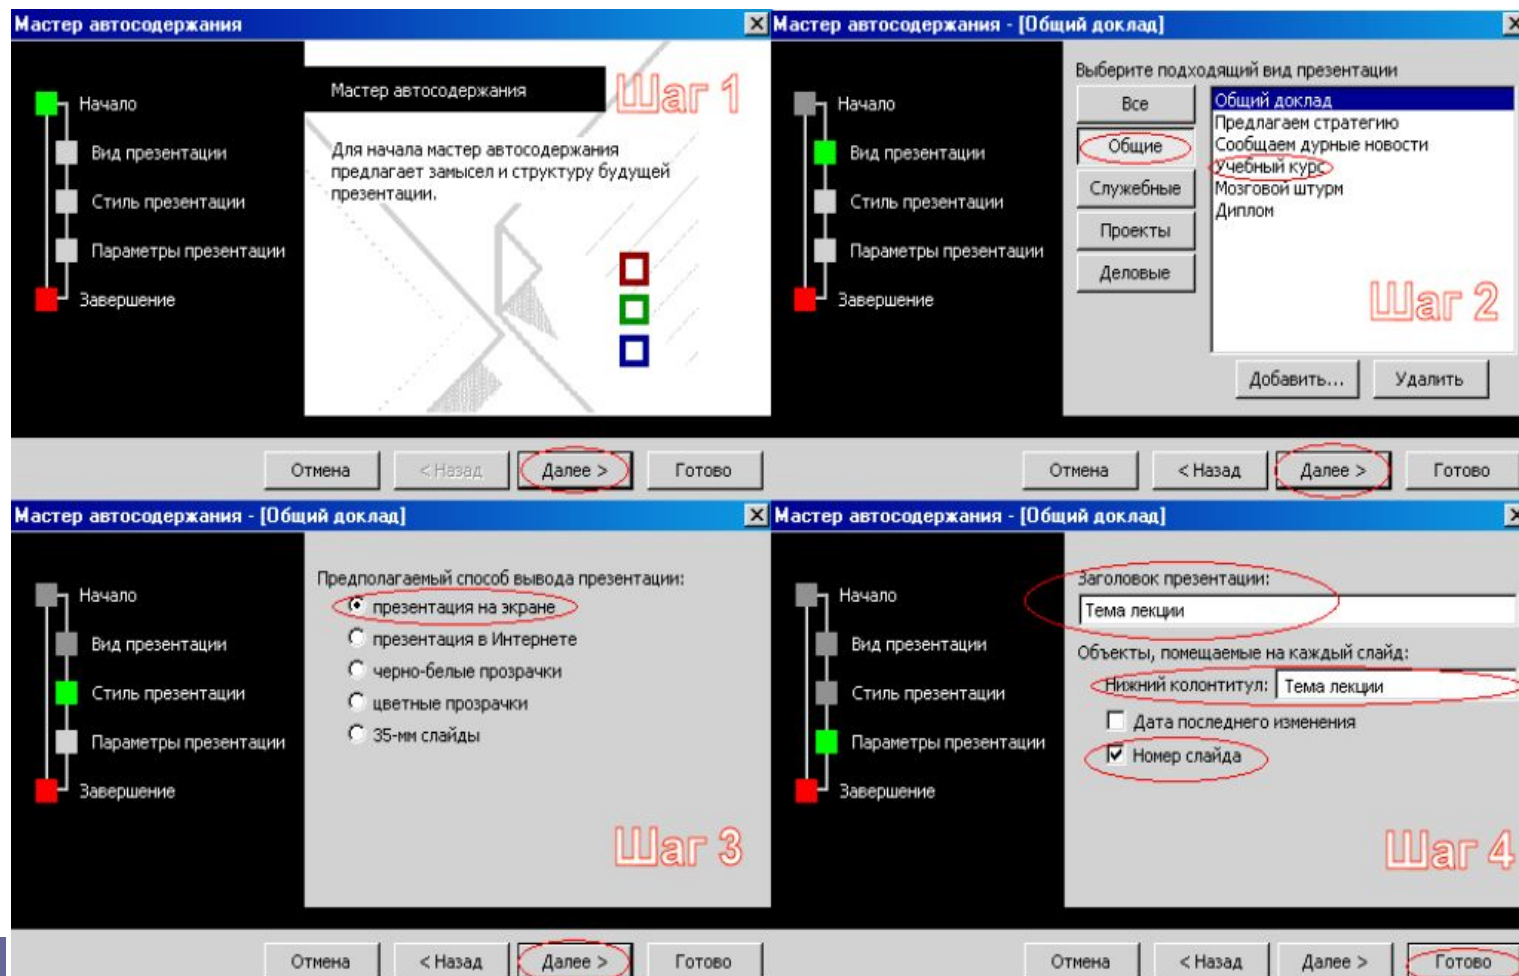 Мастер автосодержания
Начало
Вид презентации
Стиль презентации
Параметры презентации
Завершение
Мастер автосодержания
Шаг 1
Для начала мастер автосодержания
предлагает замысел и структуру будущей
презентации.
Отмена
< Назад
Далее >
Готово
Мастер автосодержания - [Общий доклад]
Начало
Вид презентации
Стиль презентации
Параметры презентации
Завершение
Выберите подходящий вид презентации
Все
Общие
Служебные
Проекты
Деловые
Общий доклад
Предлагаем стратегию
Сообщаем дурные новости
Учебный курс
Мозговой штурм
Диплом
Шаг 2
Добавить...
Удалить
Отмена
< Назад
Далее >
Готово
Мастер автосодержания - [Общий доклад]
Начало
Вид презентации
Стиль презентации
Параметры презентации
Завершение
Предполагаемый способ вывода презентации:
презентация на экране
презентация в Интернете
черно-белые прозрачки
цветные прозрачки
35-мм слайды
Шаг 3
Отмена
< Назад
Далее >
Готово
Мастер автосодержания - [Общий доклад]
Начало
Вид презентации
Стиль презентации
Параметры презентации
Завершение
Заголовок презентации:
Тема лекции
Объекты, помещаемые на каждый слайд:
Нижний колонтитул: Тема лекции
Дата последнего изменения
Номер слайда
Шаг 4
Отмена
< Назад
Далее >
Готово